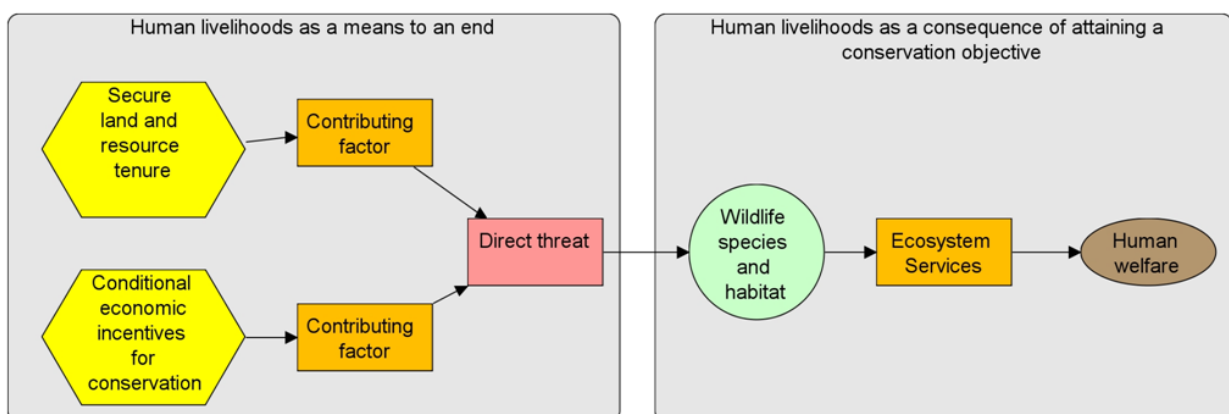 Human livelihoods as a means to an end
Secure
land and
resource
tenure
Contributing
factor
Direct threat
Conditional
economic
incentives
for
conservation
Contributing
factor
Human livelihoods as a consequence of attaining a
conservation objective
Wildlife
species
and
habitat
Ecosystem
Services
Human
welfare